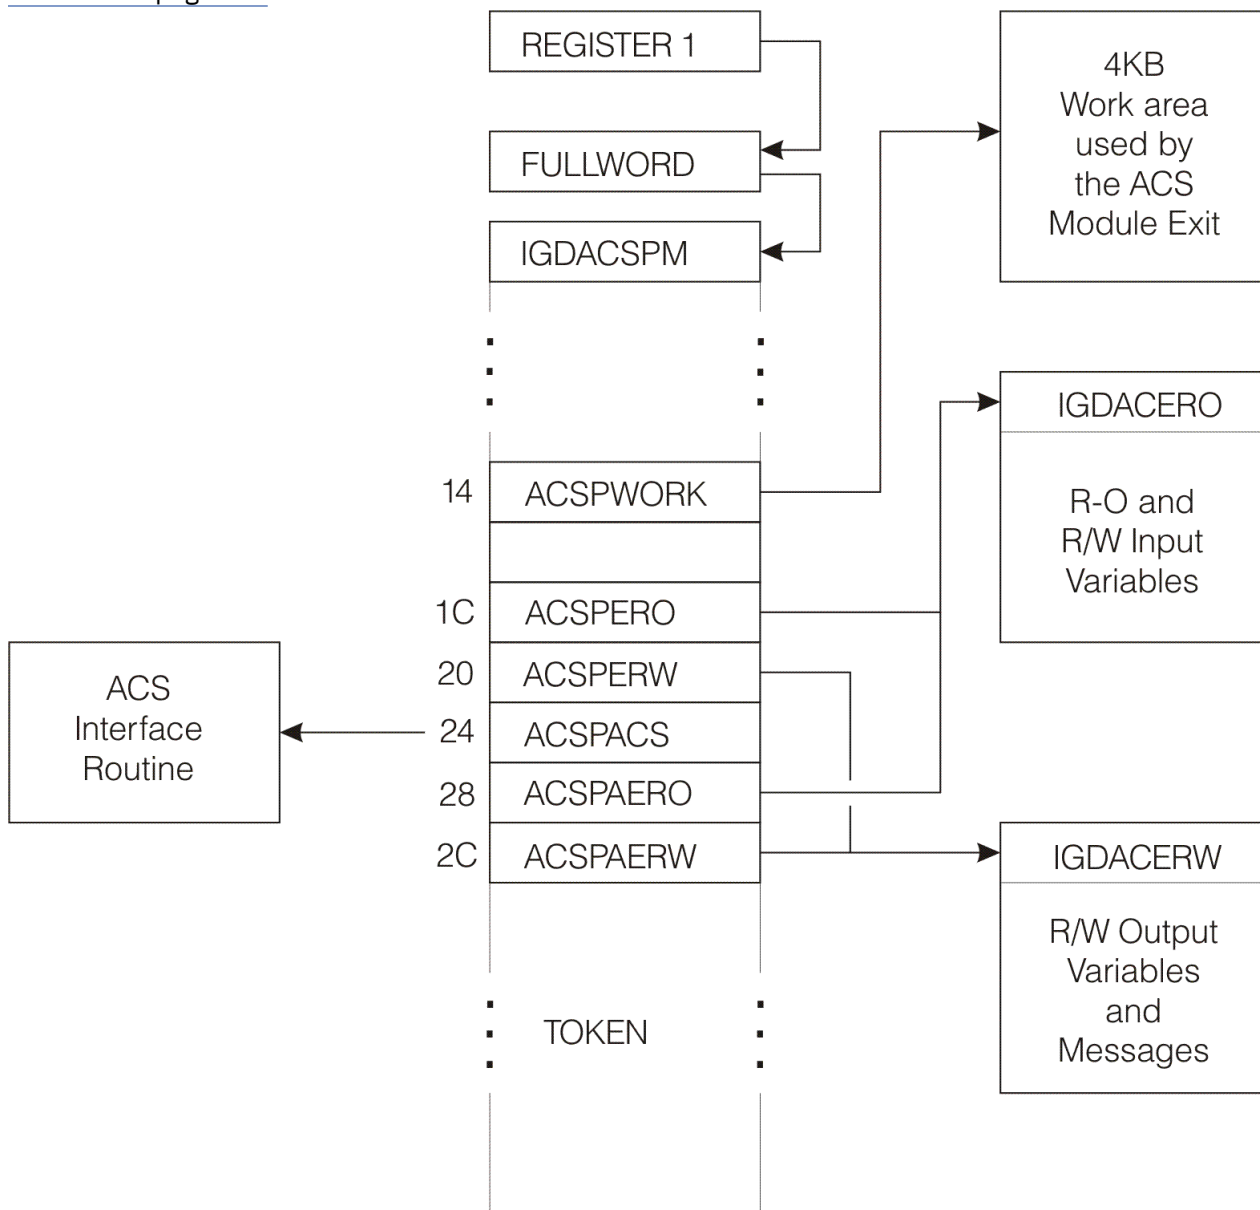 REGISTER 1
FULLWORD
IGDACSPM
4KB
Work area
used by
the ACS
Module Exit
14 ACSPWORK
1C ACSPERO
20 ACSPERW
24 ACSPACS
28 ACSPAERO
2C ACSPAERW
TOKEN
ACS
Interface
Routine
IGDACERO
R-O and
R/W Input
Variables
IGDACERW
R/W Output
Variables
and
Messages